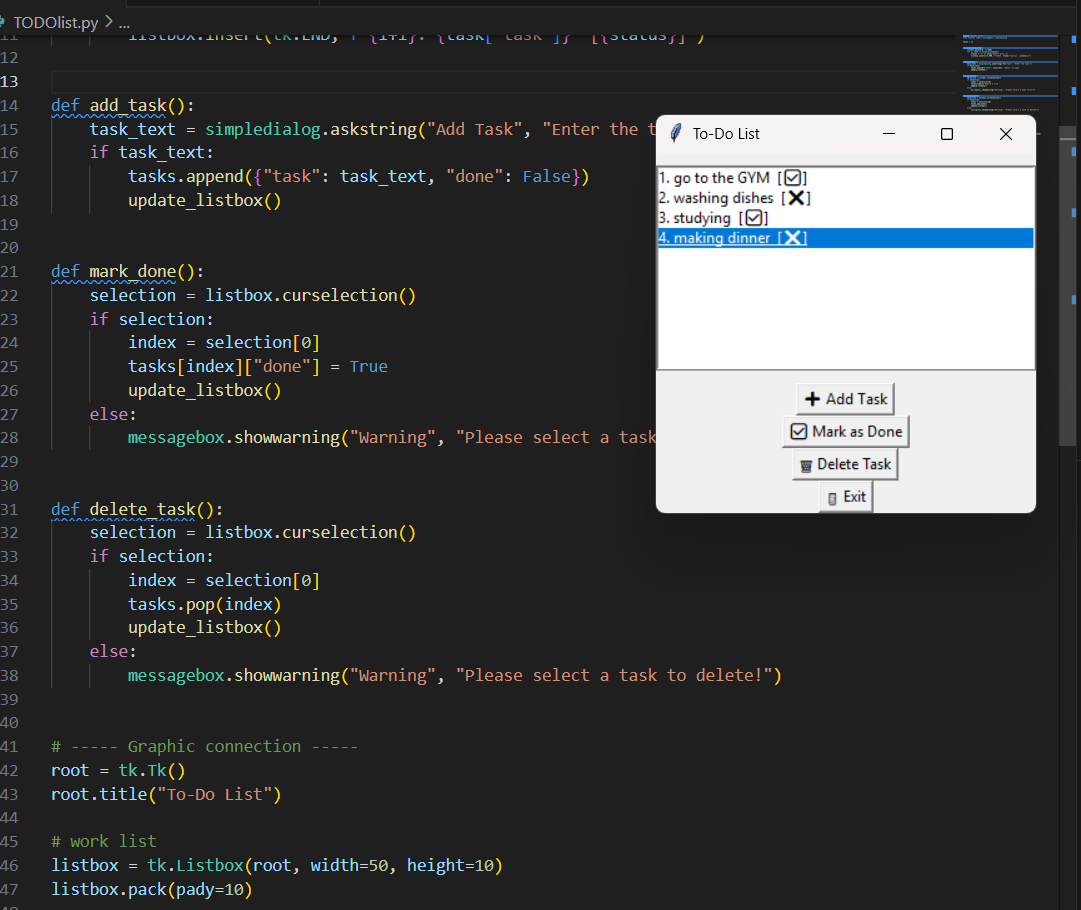 TODOlist.py > ...
11 listbox.insert(tk.END, f"{i+1}. {task['task']} [{status}]")
12
13
14 def add_task():
15 task_text = simpledialog.askstring("Add Task", "Enter the t
16 if task_text:
17 tasks.append({"task": task_text, "done": False})
18 update_listbox()
19
20
21 def mark_done():
22 selection = listbox.curselection()
23 if selection:
24 index = selection[0]
25 tasks[index]["done"] = True
26 update_listbox()
27 else:
28 messagebox.showwarning("Warning", "Please select a task
29
30
31 def delete_task():
32 selection = listbox.curselection()
33 if selection:
34 index = selection[0]
35 tasks.pop(index)
36 update_listbox()
37 else:
38 messagebox.showwarning("Warning", "Please select a task to delete!")
39
40
41 # ----- Graphic connection -----
42 root = tk.Tk()
43 root.title("To-Do List")
44
45 # work list
46 listbox = tk.Listbox(root, width=50, height=10)
47 listbox.pack(pady=10)
To-Do List
1. go to the GYM [☑]
2. washing dishes [❌]
3. studying [☑]
4. making dinner [❌]
➕ Add Task
☑ Mark as Done
🗑 Delete Task
Exit